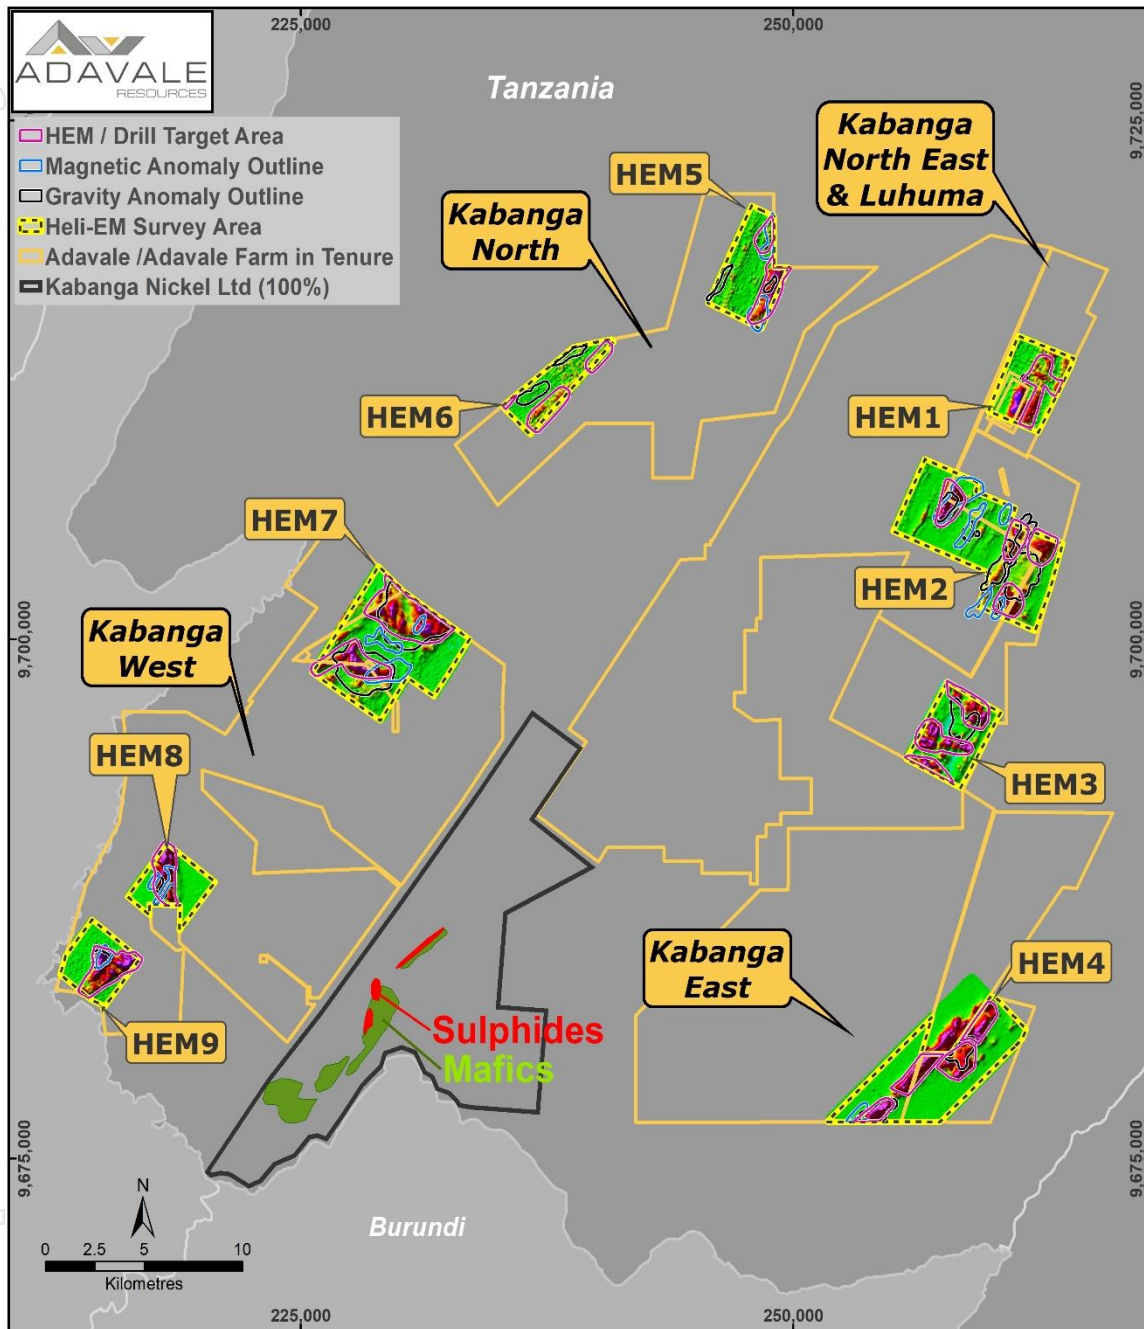 225,000
250,000
ADAVALE
RESOURCES
Tanzania
9,725,000
9,725,000
HEM / Drill Target Area
Magnetic Anomaly Outline
Gravity Anomaly Outline
Heli-EM Survey Area
Adavale /Adavale Farm in Tenure
Kabanga Nickel Ltd (100%)
Kabanga
North East
& Luhuma
HEM5
Kabanga
North
HEM6
HEM1
HEM7
HEM2
9,700,000
9,700,000
Kabanga
West
HEM8
HEM3
Kabanga
East
HEM4
Sulphides
Mafics
HEM9
9,675,000
9,675,000
N
Burundi
0 2.5 5 10
Kilometres
225,000
250,000